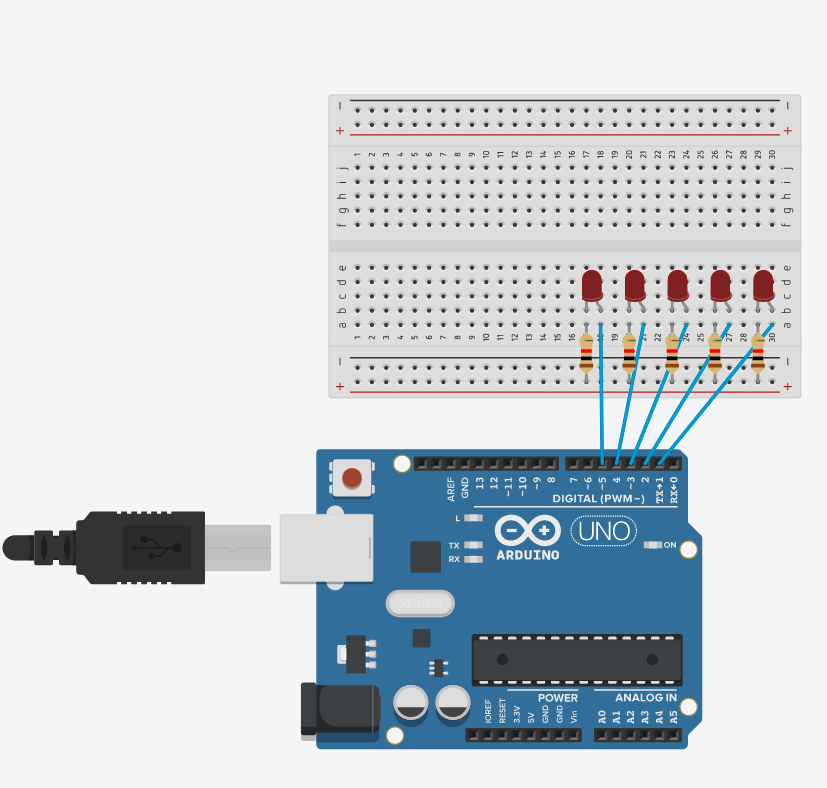 − −
+ +
1 2 3 4 5 6 7 8 9 10 11 12 13 14 15 16 17 18 19 20 21 22 23 24 25 26 27 28 29 30
j j
i i
h h
g g
f f
e e
d d
c c
b b
a a
1 2 3 4 5 6 7 8 9 10 11 12 13 14 15 16 17 19 20 21 22 24 25 27 28 30
− −
+ +
AREF GND 13 12 ~11 ~10 ~9 8 7 ~6 ~5 4 ~3 2 TX→1 RX←0
DIGITAL (PWM~)
L
TX
RX
UNO
ARDUINO
ON
POWER ANALOG IN
IOREF RESET 3.3V 5V GND GND Vin A0 A1 A2 A3 A4 A5